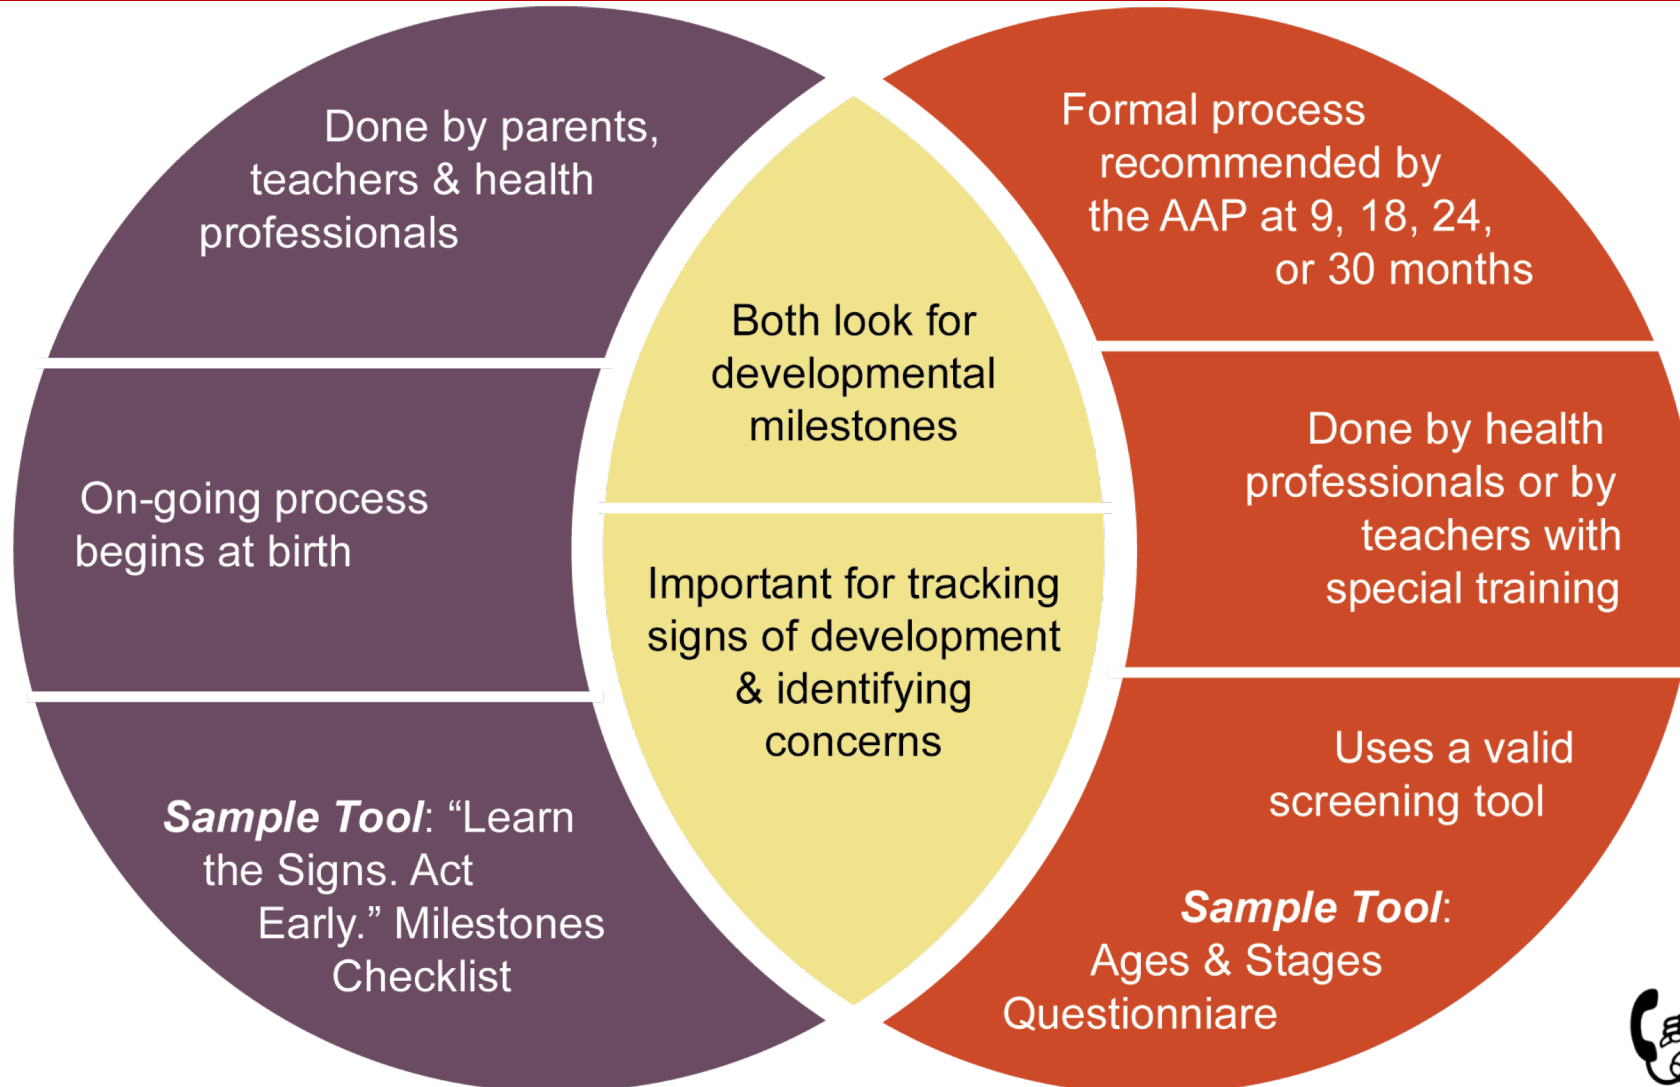 Done by parents,
teachers & health
professionals
On-going process
begins at birth
Sample Tool: “Learn
the Signs. Act
Early.” Milestones
Checklist
Both look for
developmental
milestones
Important for tracking
signs of development
& identifying
concerns
Formal process
recommended by
the AAP at 9, 18, 24,
or 30 months
Done by health
professionals or by
teachers with
special training
Uses a valid
screening tool
Sample Tool:
Ages & Stages
Questionniare